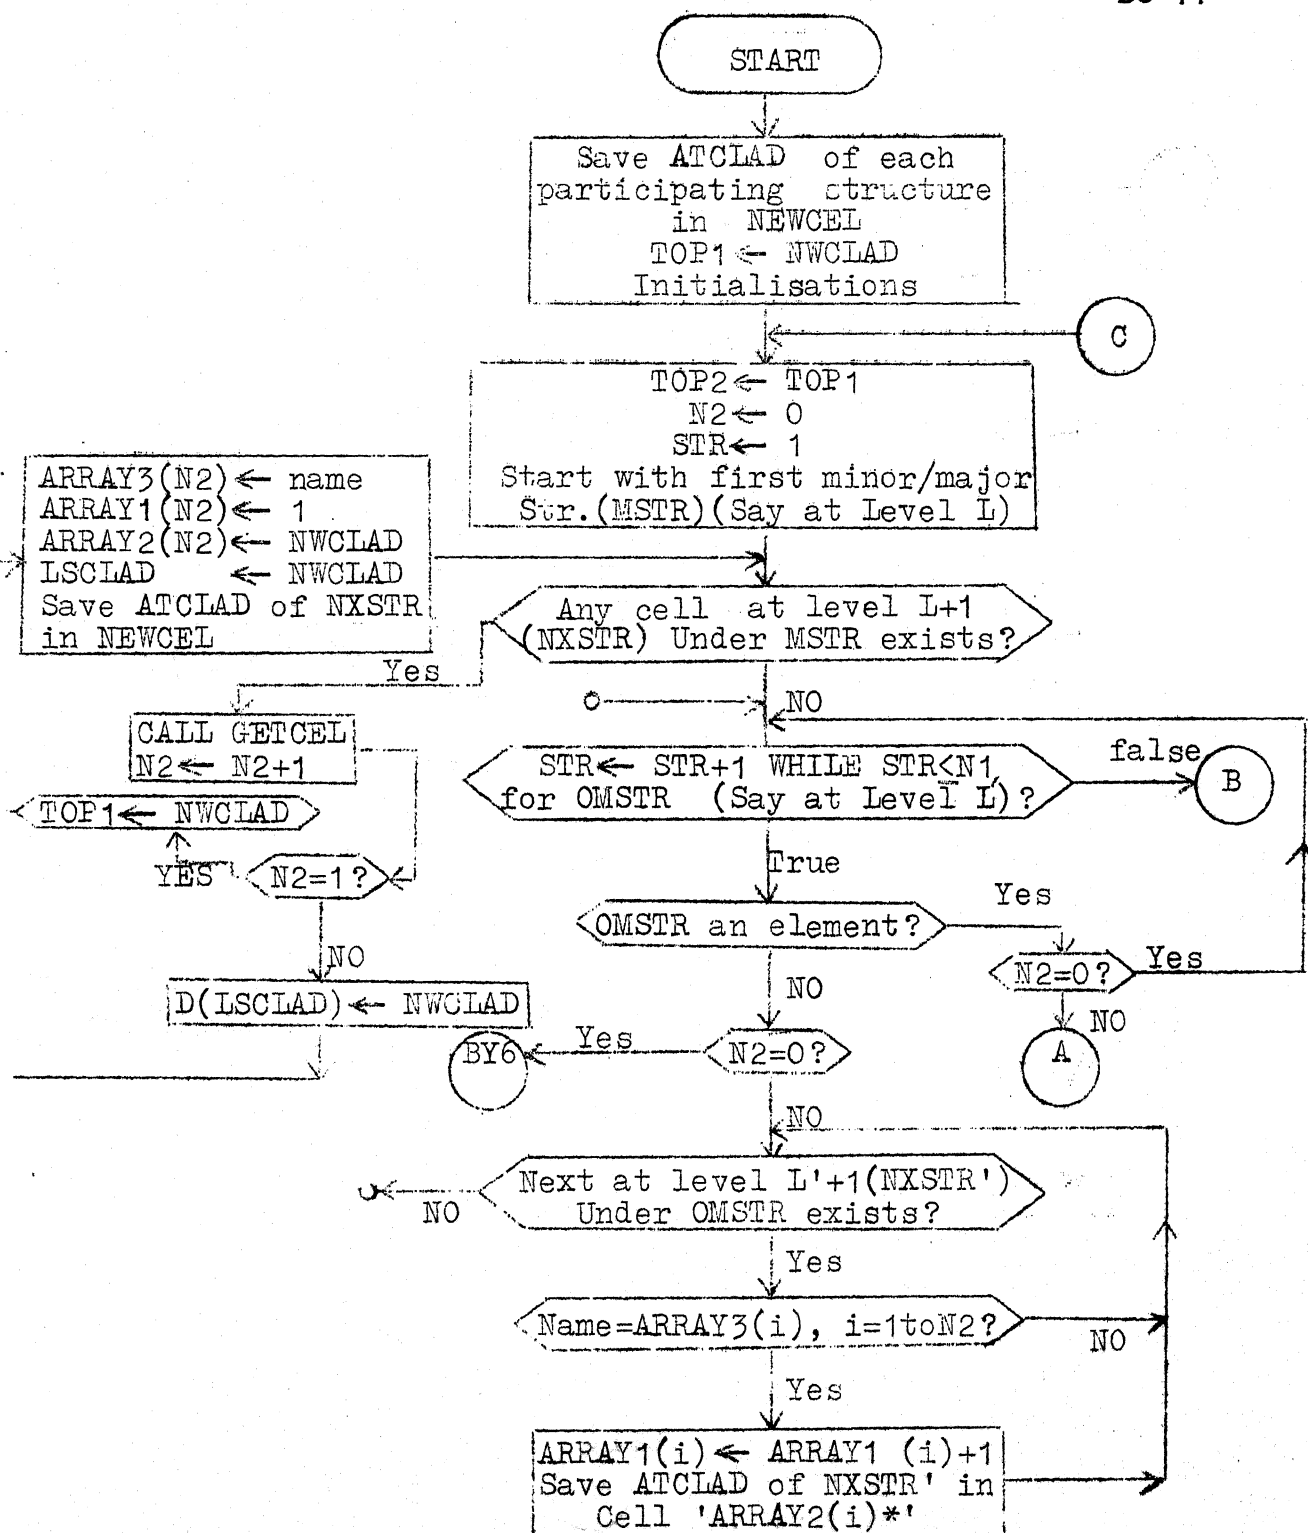 START
Save ATCLAD of each
participating structure
in NEWCEL
TOP1 ← NWCLAD
Initialisations
C
TOP2 ← TOP1
N2 ← 0
STR ← 1
Start with first minor/major
Str.(MSTR)(Say at Level L)
ARRAY3(N2) ← name
ARRAY1(N2) ← 1
ARRAY2(N2) ← NWCLAD
LSCLAD ← NWCLAD
Save ATCLAD of NXSTR
in NEWCEL
Any cell at level L+1
(NXSTR) Under MSTR exists?
Yes
NO
CALL GETCEL
N2 ← N2+1
STR ← STR+1 WHILE STR≤N1,
for OMSTR (Say at Level L)?
false
B
TOP1 ← NWCLAD
YES
N2=1?
True
OMSTR an element?
Yes
N2=0?
Yes
NO
A
NO
D(LSCLAD) ← NWCLAD
NO
N2=0?
Yes
BY6
NO
Next at level L'+1(NXSTR')
Under OMSTR exists?
NO
Yes
Name=ARRAY3(i), i=1toN2?
NO
Yes
ARRAY1(i) ← ARRAY1 (i)+1
Save ATCLAD of NXSTR' in
Cell 'ARRAY2(i)*'